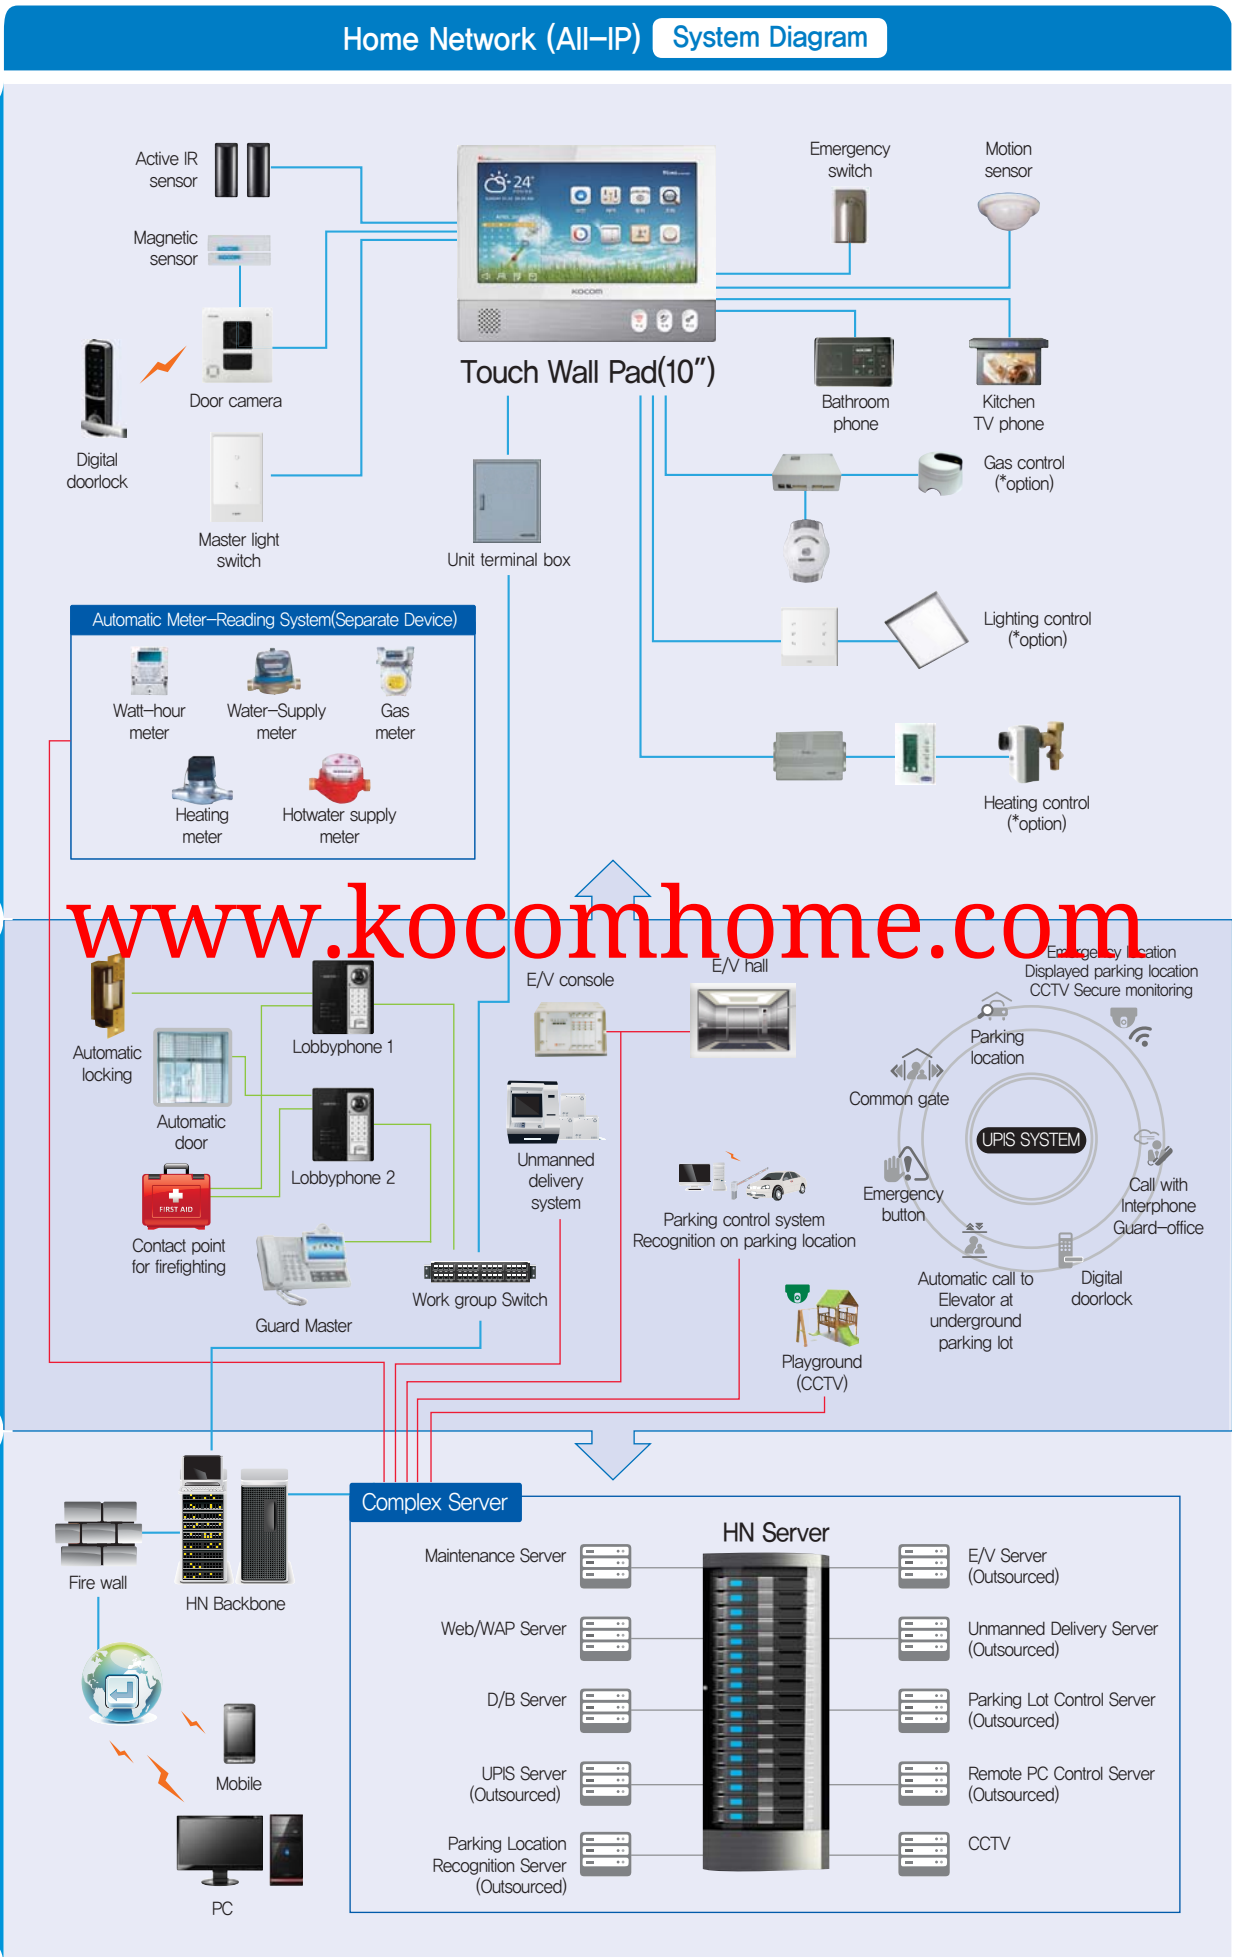 Home Network (All-IP) System Diagram
Active IR
sensor
Magnetic
sensor
Door camera
Digital
doorlock
Master light
switch
24°
KOCOM
Touch Wall Pad(10")
Unit terminal box
Emergency
switch
Motion
sensor
Bathroom
phone
Kitchen
TV phone
Gas control
(*option)
Lighting control
(*option)
Heating control
(*option)
Automatic Meter-Reading System(Separate Device)
Watt-hour
meter
Water-Supply
meter
Gas
meter
Heating
meter
Hotwater supply
meter
www.kocomhome.com
Automatic
locking
Automatic
door
FIRST AID
Contact point
for firefighting
Lobbyphone 1
Lobbyphone 2
Guard Master
Work group Switch
E/V console
E/V hall
Unmanned
delivery
system
Parking control system
Recognition on parking location
Playground
(CCTV)
Emergency location
Displayed parking location
CCTV Secure monitoring
Parking
location
Common gate
UPIS SYSTEM
Emergency
button
Call with
Interphone
Guard-office
Automatic call to
Elevator at
underground
parking lot
Digital
doorlock
Fire wall
HN Backbone
Mobile
PC
Complex Server
HN Server
Maintenance Server
Web/WAP Server
D/B Server
UPIS Server
(Outsourced)
Parking Location
Recognition Server
(Outsourced)
E/V Server
(Outsourced)
Unmanned Delivery Server
(Outsourced)
Parking Lot Control Server
(Outsourced)
Remote PC Control Server
(Outsourced)
CCTV